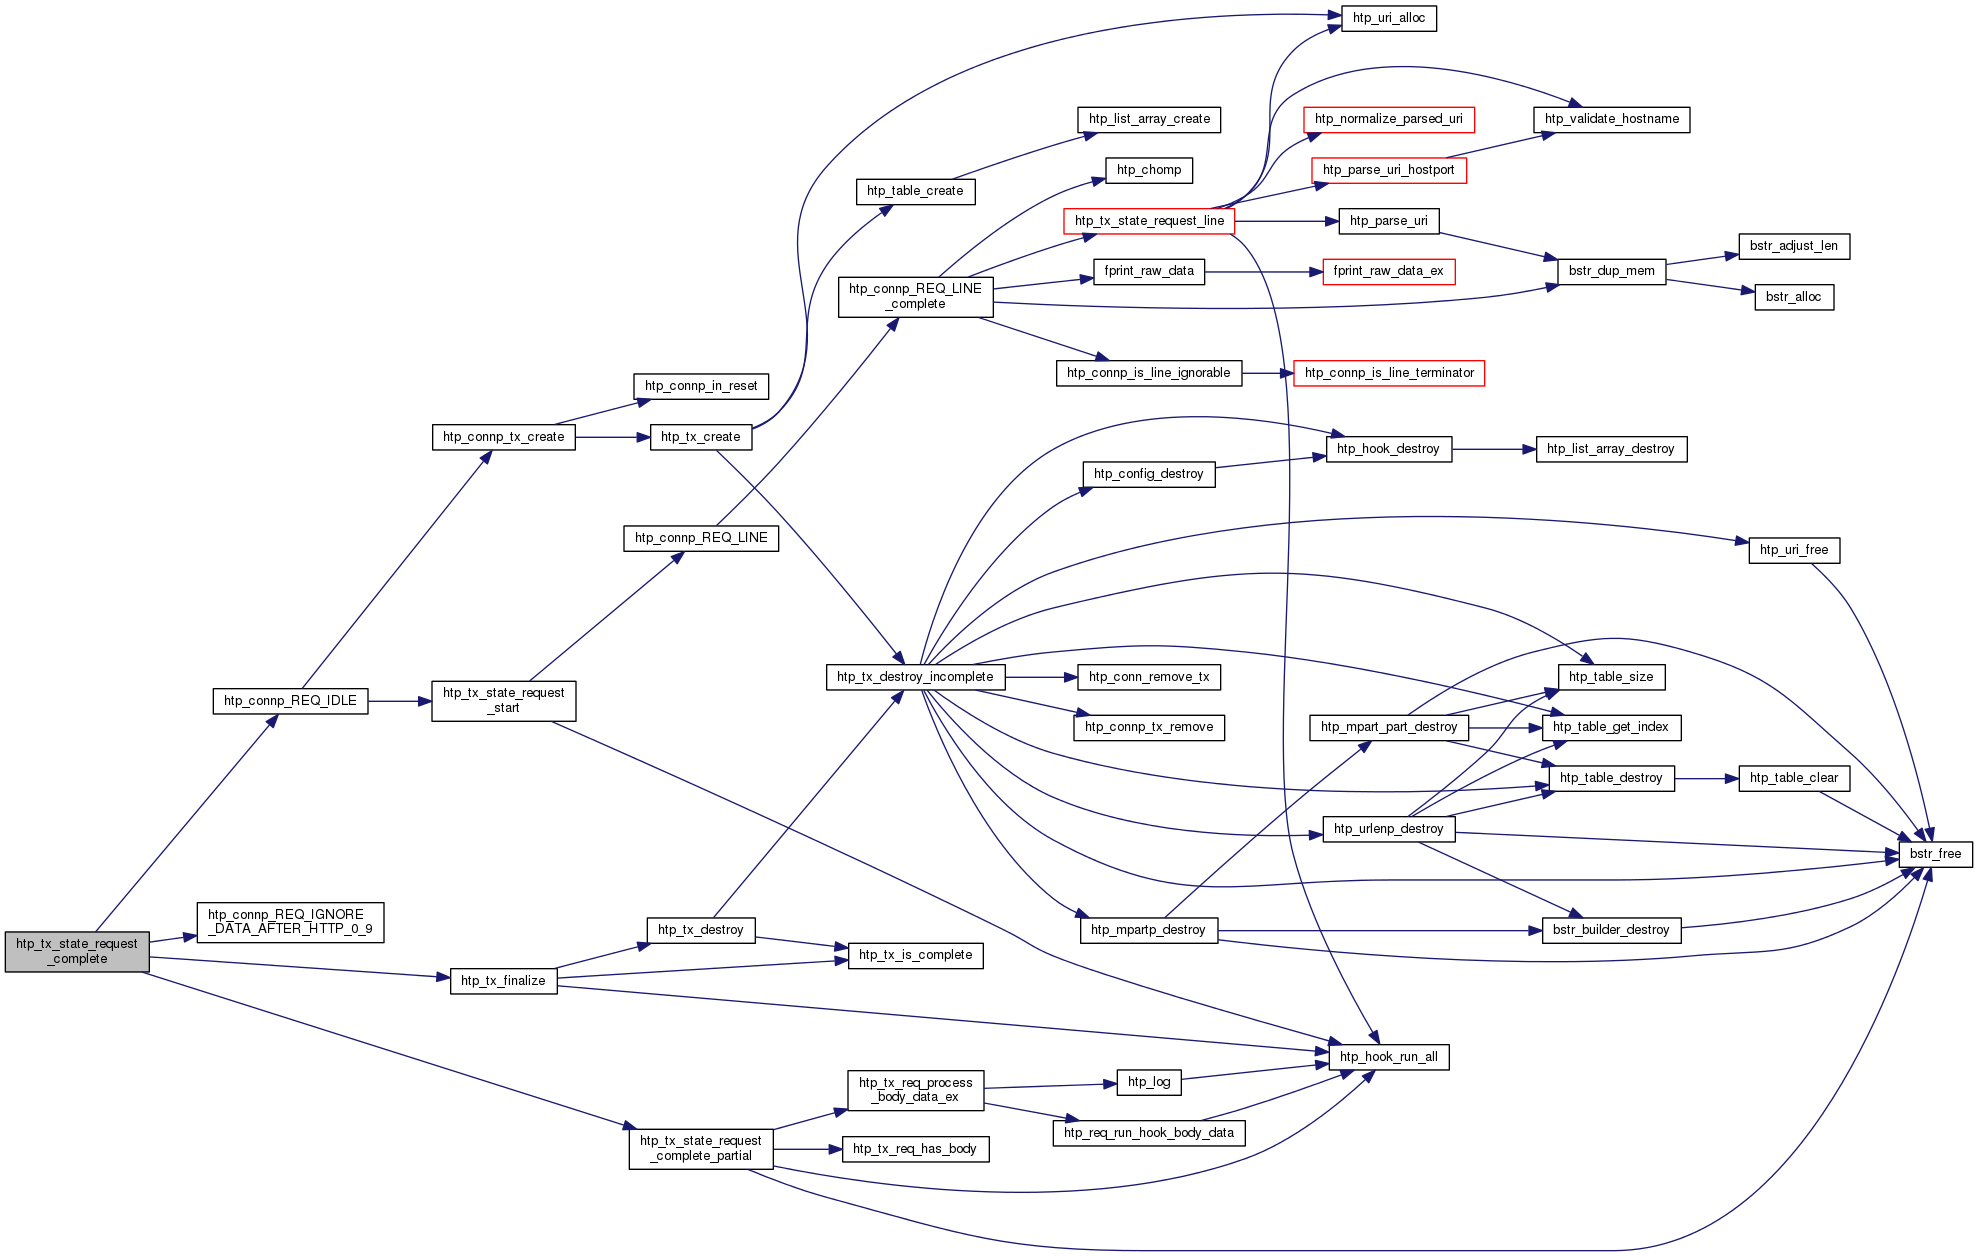 htp_uri_alloc
htp_list_array_create
htp_normalize_parsed_uri
htp_validate_hostname
htp_chomp
htp_parse_uri_hostport
htp_table_create
htp_tx_state_request_line
htp_parse_uri
bstr_adjust_len
htp_connp_REQ_LINE
_complete
fprint_raw_data
fprint_raw_data_ex
bstr_dup_mem
bstr_alloc
htp_connp_is_line_ignorable
htp_connp_is_line_terminator
htp_connp_in_reset
htp_connp_tx_create
htp_tx_create
htp_hook_destroy
htp_list_array_destroy
htp_config_destroy
htp_connp_REQ_LINE
htp_uri_free
htp_connp_REQ_IDLE
htp_tx_state_request
_start
htp_tx_destroy_incomplete
htp_conn_remove_tx
htp_table_size
htp_connp_tx_remove
htp_mpart_part_destroy
htp_table_get_index
htp_table_destroy
htp_table_clear
htp_urlenp_destroy
bstr_free
htp_connp_REQ_IGNORE
_DATA_AFTER_HTTP_0_9
htp_tx_destroy
htp_mpartp_destroy
bstr_builder_destroy
htp_tx_state_request
_complete
htp_tx_is_complete
htp_tx_finalize
htp_hook_run_all
htp_tx_req_process
_body_data_ex
htp_log
htp_req_run_hook_body_data
htp_tx_state_request
_complete_partial
htp_tx_req_has_body